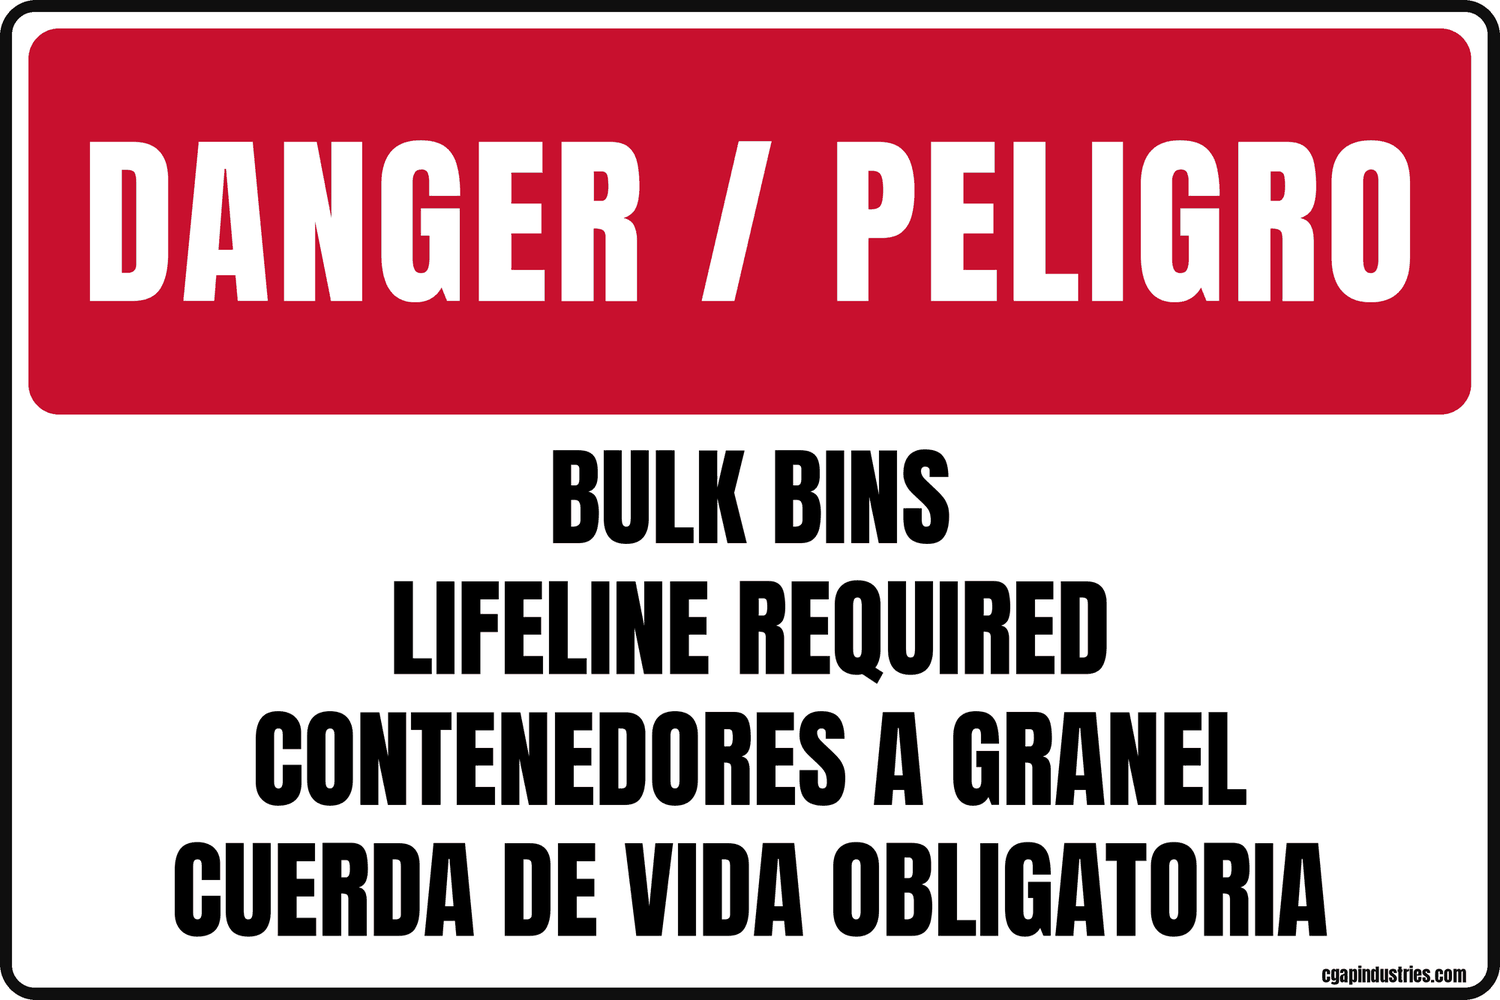 DANGER / PELIGRO
BULK BINS
LIFELINE REQUIRED
CONTENEDORES A GRANEL
CUERDA DE VIDA OBLIGATORIA
cgapindustries.com